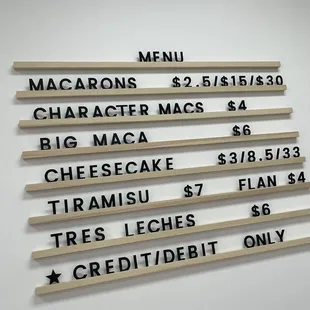 MENU
MACARONS $2.5/$15/$30
CHARACTER MACS $4
BIG MACA $6
CHEESECAKE $3/8.5/33
TIRAMISU $7 FLAN $4
TRES LECHES $6
★ CREDIT/DEBIT ONLY